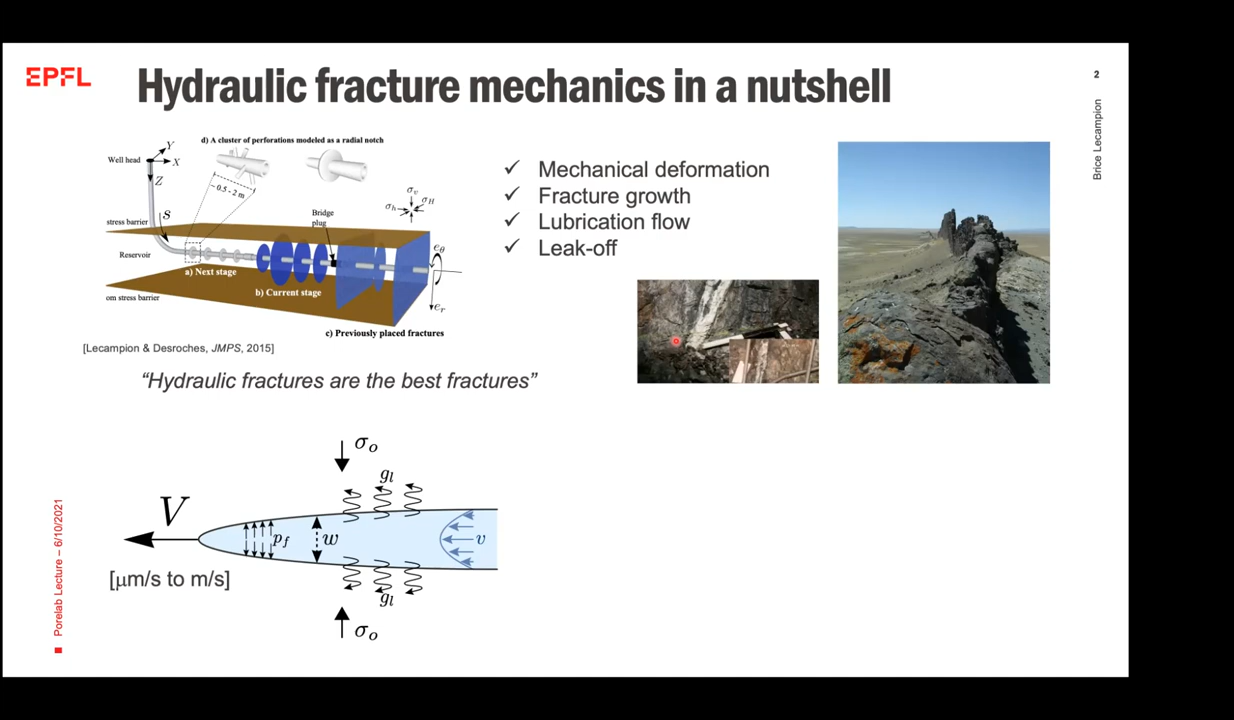 EPFL
Hydraulic fracture mechanics in a nutshell
2
Brice Lecampion
d) A cluster of perforations modeled as a radial notch
Well head
Y
X
Z
~ 0.5 - 2 m
S
σv
σH
σh
Bridge
plug
stress barrier
Reservoir
a) Next stage
b) Current stage
eθ
er
om stress barrier
c) Previously placed fractures
[Lecampion & Desroches, JMPS, 2015]
✓ Mechanical deformation
✓ Fracture growth
✓ Lubrication flow
✓ Leak-off
“Hydraulic fractures are the best fractures”
σo
gl
V
pf
w
v
[μm/s to m/s]
gl
σo
Porelab Lecture – 6/10/2021